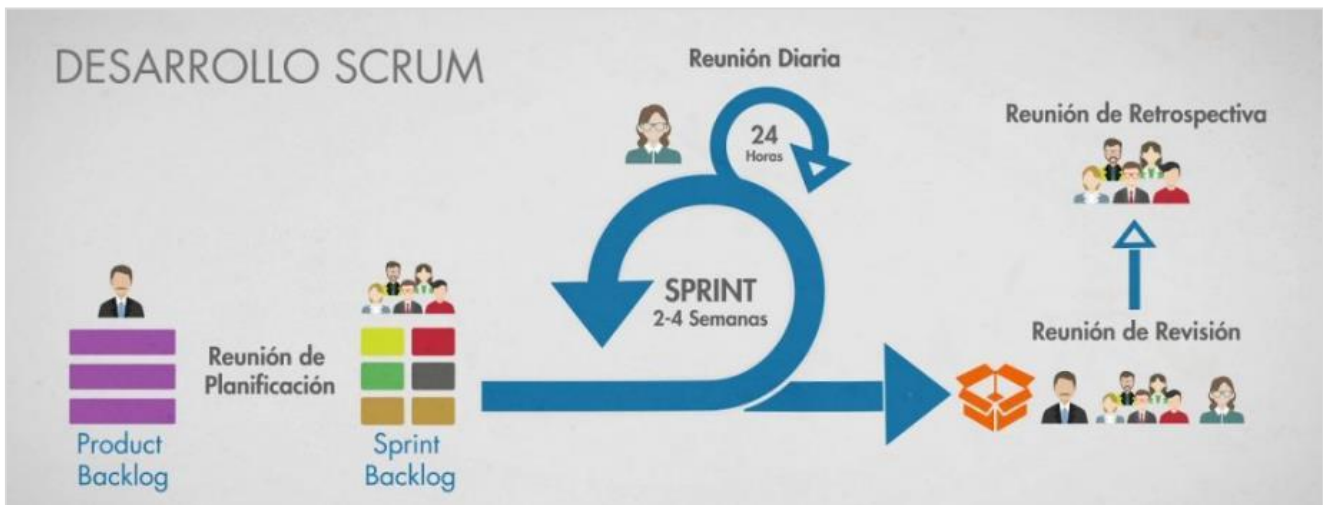 DESARROLLO SCRUM
Reunión Diaria
24
Horas
Reunión de Retrospectiva
SPRINT
2-4 Semanas
Reunión de Revisión
Reunión de
Planificación
Product
Backlog
Sprint
Backlog